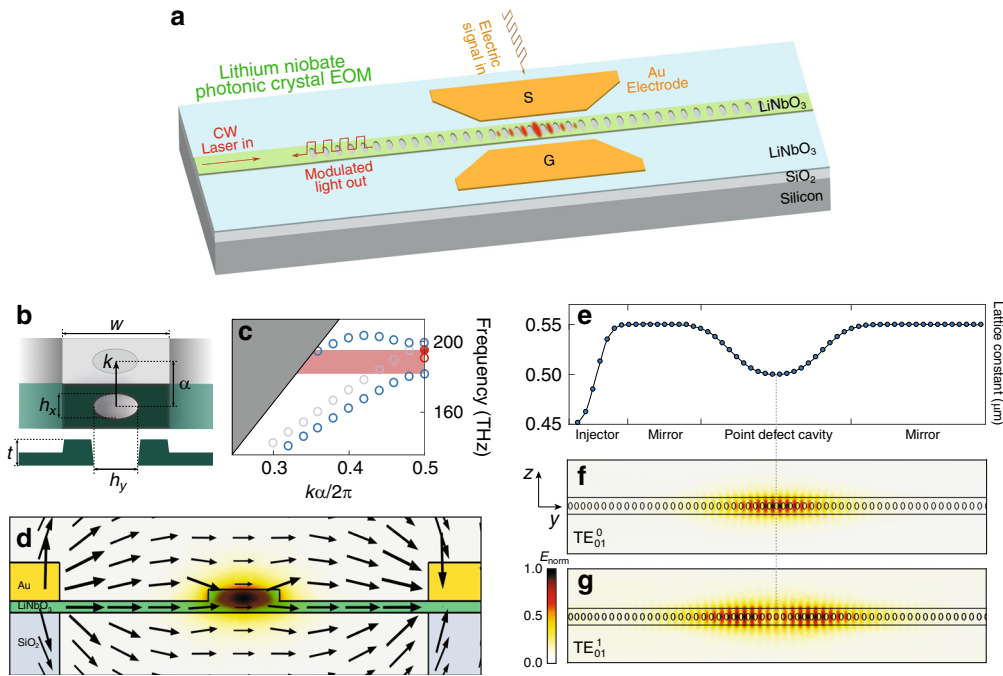 a
Lithium niobate
photonic crystal EOM
Electric
signal in
Au
Electrode
S
LiNbO₃
CW
Laser in
Modulated
light out
G
LiNbO₃
SiO₂
Silicon
b
w
k
α
hₓ
t
h_y
c
200
160
Frequency (THz)
0.3
0.4
0.5
kα/2π
d
Au
LiNbO₃
SiO₂
e
0.55
0.50
0.45
Lattice constant (μm)
Injector
Mirror
Point defect cavity
Mirror
z
y
f
TE⁰₀₁
E_norm
1.0
0.5
0.0
g
TE¹₀₁